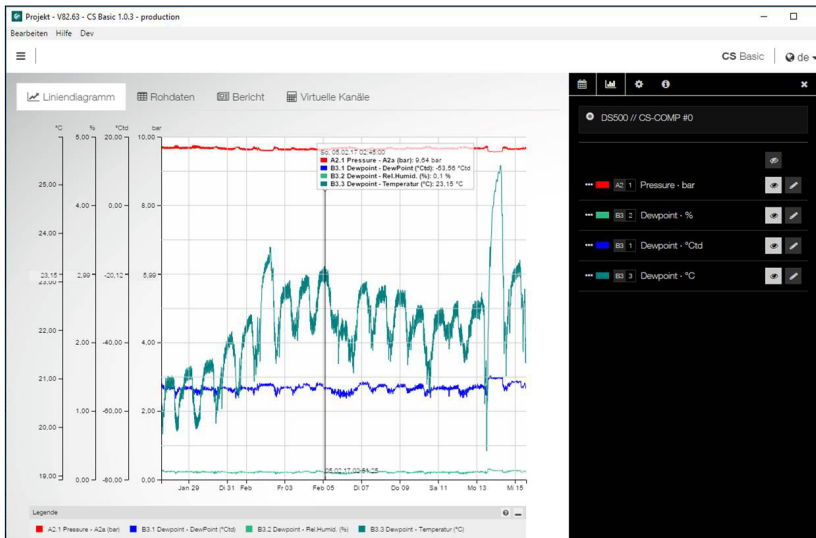 Projekt - V82.63 - CS Basic 1.0.3 - production
Bearbeiten Hilfe Dev
CS Basic de
Liniendiagramm Rohdaten Bericht Virtuelle Kanäle
DS500 // CS-COMP #0
A2 1 Pressure · bar
B3 2 Dewpoint · %
B3 1 Dewpoint · °Ctd
B3 3 Dewpoint · °C
°C % °Ctd bar
5,00 20,00 10,00
25,00
4,00 0,00 8,00
24,00
23,15 2,99 -20,12 5,99
23,00
22,00 2,00 -40,00 4,00
21,00
1,00 -60,00 2,00
20,00
19,00 0,00 -80,00 0,00
So, 05.02.17 02:45:00
A2.1 Pressure - A2a (bar): 9,64 bar
B3.1 Dewpoint - DewPoint (°Ctd): -53,56 °Ctd
B3.2 Dewpoint - Rel.Humid. (%): 0,1 %
B3.3 Dewpoint - Temperatur (°C): 23,15 °C
Jan 29 Di 31 Feb Fr 03 Feb 05 Di 07 Do 09 Sa 11 Mo 13 Mi 15
Legende
A2.1 Pressure - A2a (bar) B3.1 Dewpoint - DewPoint (°Ctd) B3.2 Dewpoint - Rel.Humid. (%) B3.3 Dewpoint - Temperatur (°C)